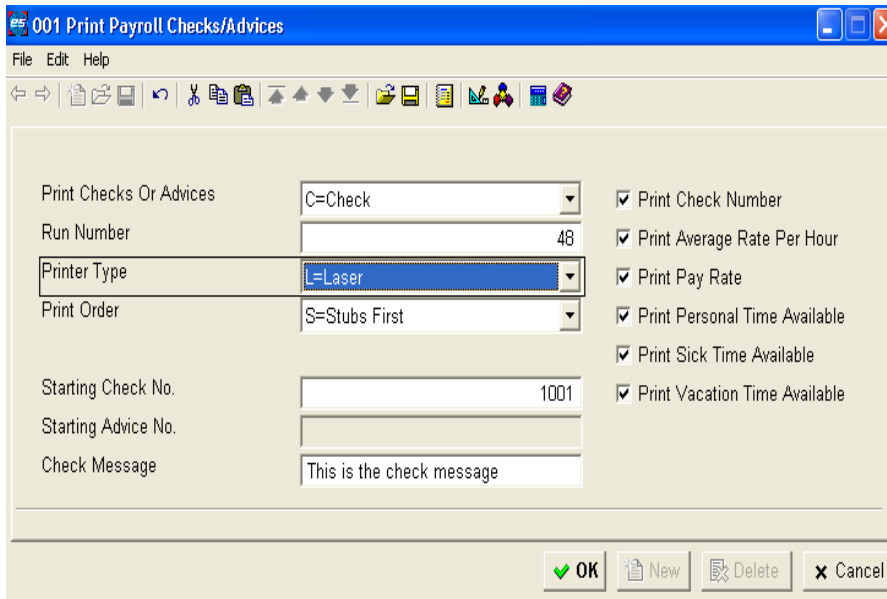 es 001 Print Payroll Checks/Advices
File Edit Help
Print Checks Or Advices C=Check Print Check Number
Run Number 48 Print Average Rate Per Hour
Printer Type L=Laser Print Pay Rate
Print Order S=Stubs First Print Personal Time Available
Print Sick Time Available
Starting Check No. 1001 Print Vacation Time Available
Starting Advice No.
Check Message This is the check message
OK New Delete Cancel